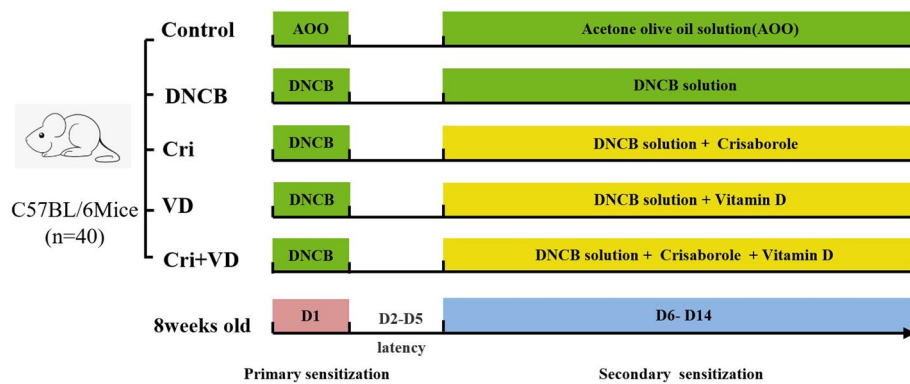 Control AOO Acetone olive oil solution(AOO)
DNCB DNCB DNCB solution
Cri DNCB DNCB solution + Crisaborole
C57BL/6Mice
(n=40)
VD DNCB DNCB solution + Vitamin D
Cri+VD DNCB DNCB solution + Crisaborole + Vitamin D
8weeks old D1 D2-D5 D6- D14
latency
Primary sensitization Secondary sensitization